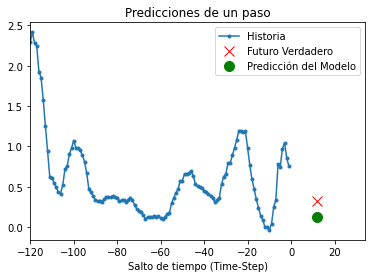 Predicciones de un paso
Historia
Futuro Verdadero
Predicción del Modelo
2.5
2.0
1.5
1.0
0.5
0.0
−120 −100 −80 −60 −40 −20 0 20
Salto de tiempo (Time-Step)